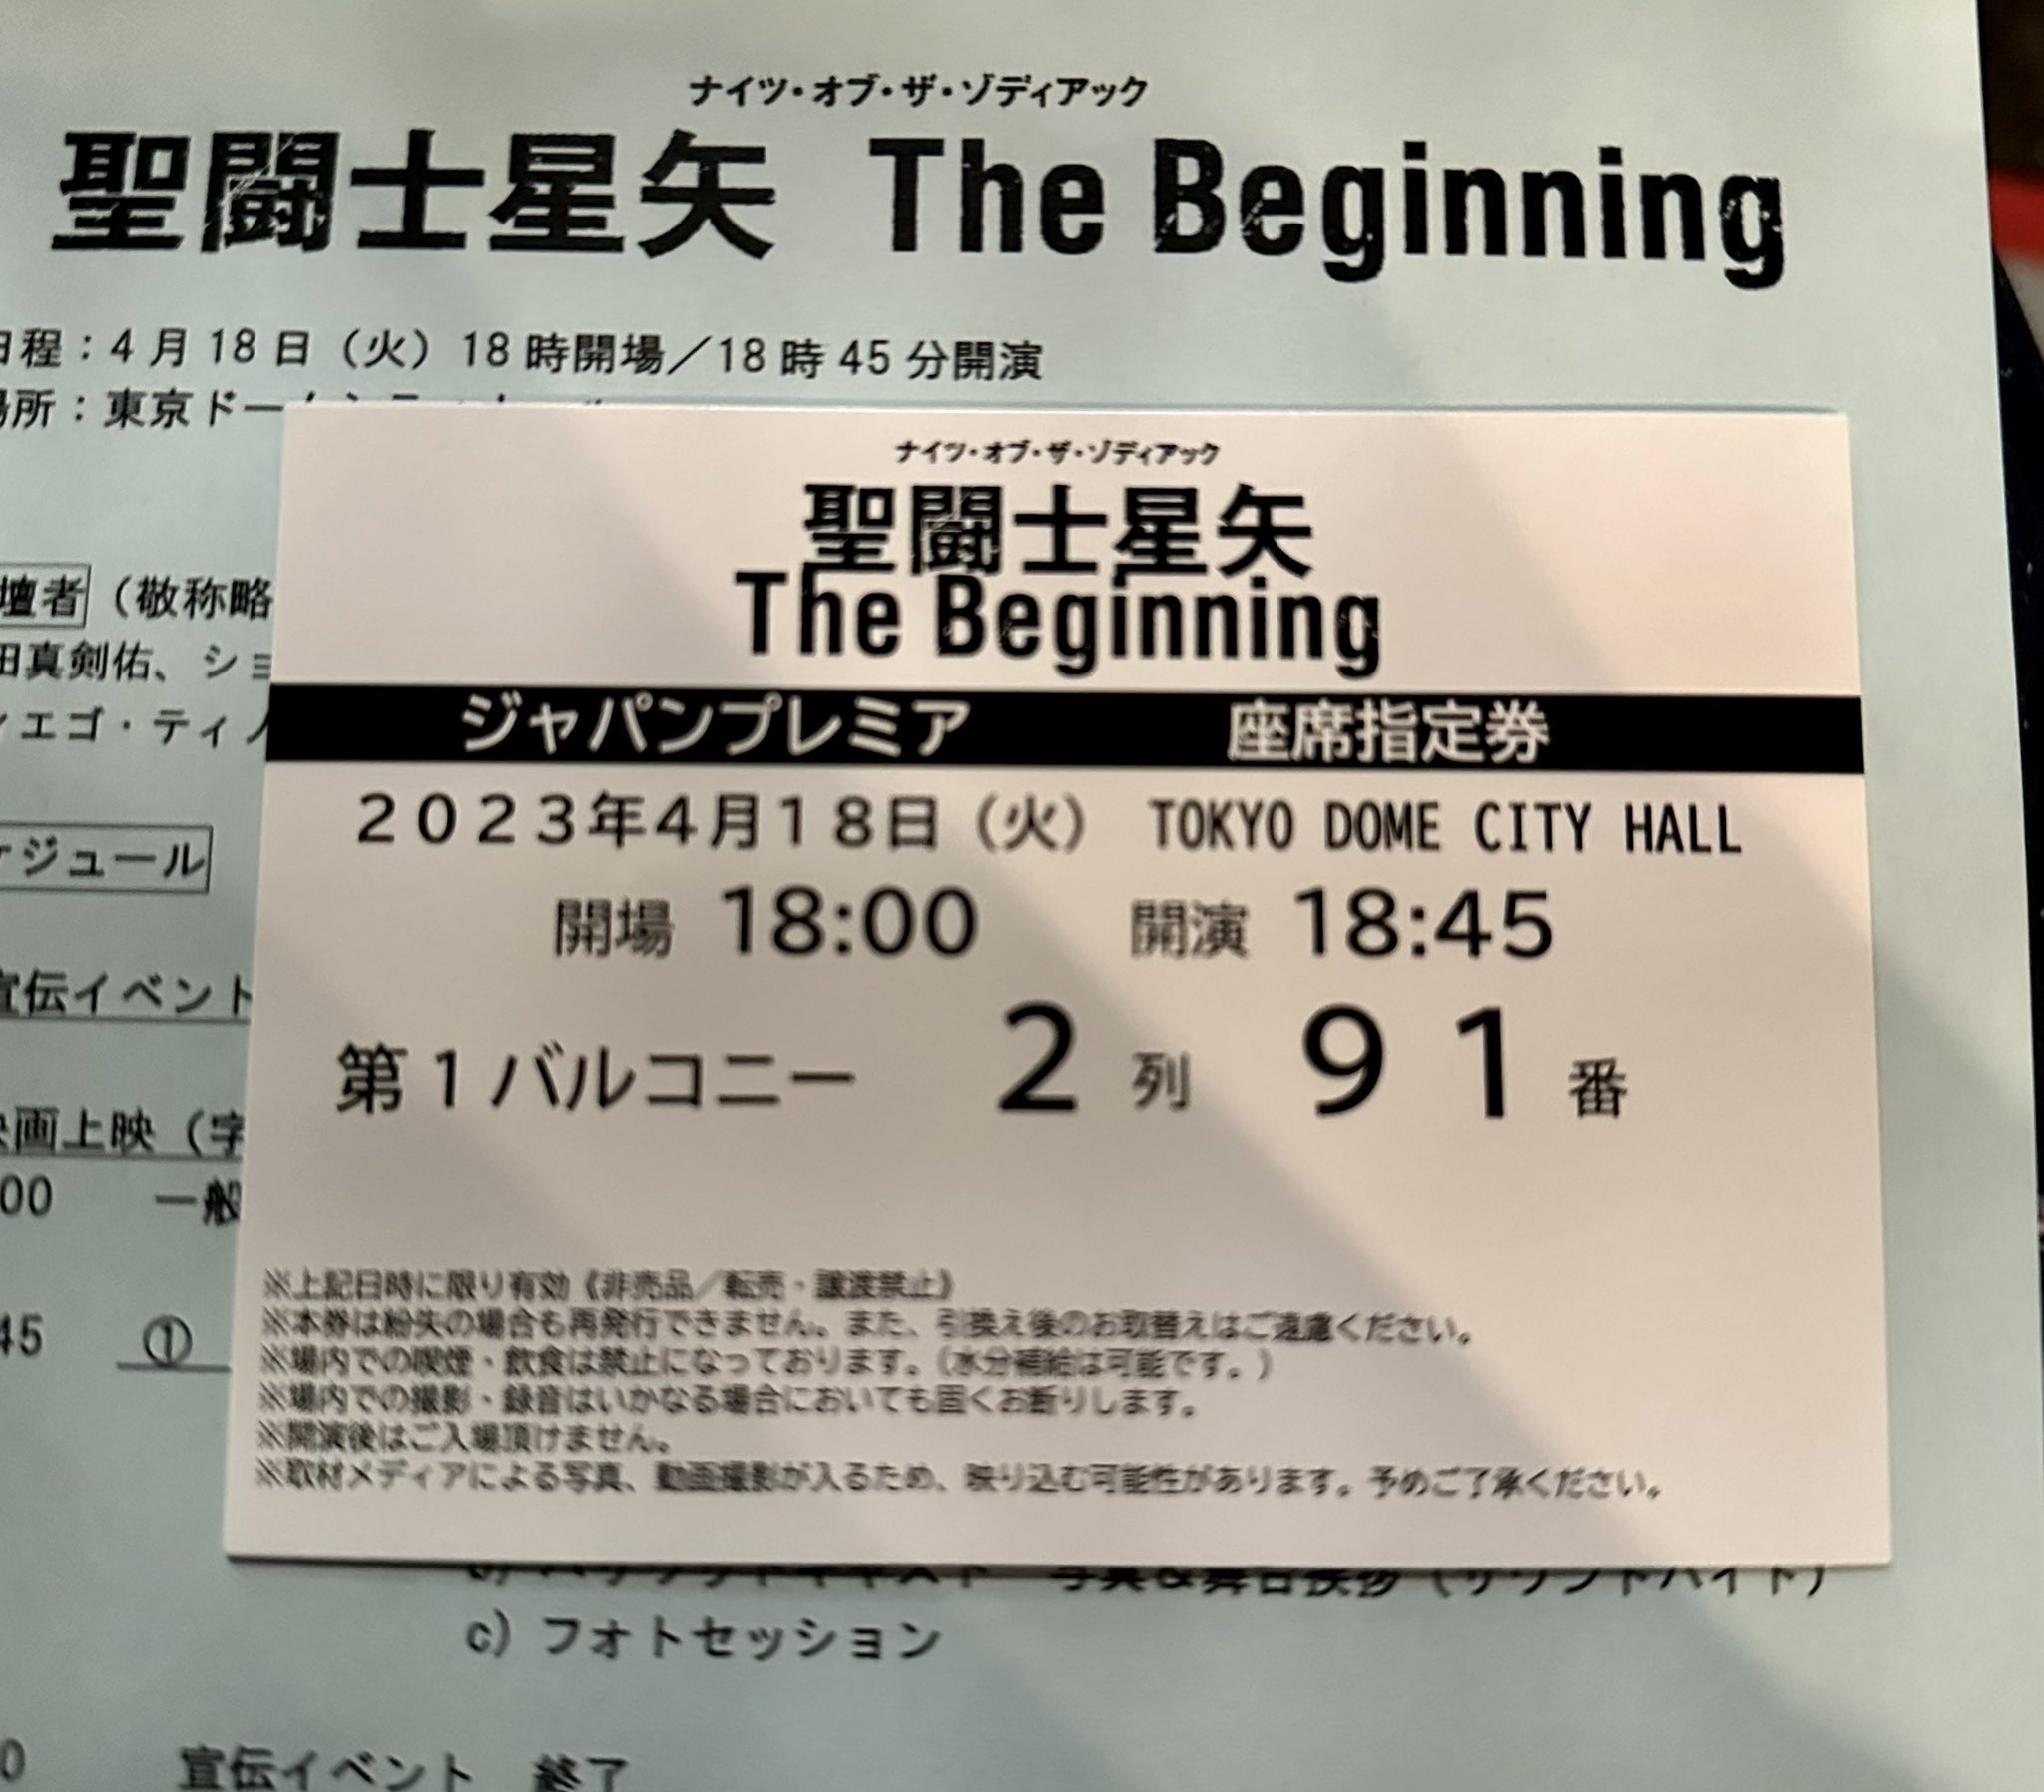 ナイツ・オブ・ザ・ゾディアック
聖闘士星矢 The Beginning
日程：4月18日（火）18時開場／18時45分開演
場所：東京ドー
壇者（敬称略
田真剣佑、ショ
エゴ・ティノ
ケジュール
宣伝イベント
画上映（字
00 一般
45 ①
ナイツ・オブ・ザ・ゾディアック
聖闘士星矢
The Beginning
ジャパンプレミア 座席指定券
２０２３年４月１８日（火） TOKYO DOME CITY HALL
開場 18:00 開演 18:45
第１バルコニー 2 列 ９１ 番
※上記日時に限り有効《非売品／転売・譲渡禁止》
※本券は紛失の場合も再発行できません。また、引換え後のお取替えはご遠慮ください。
※場内での喫煙・飲食は禁止になっております。（水分補給は可能です。）
※場内での撮影・録音はいかなる場合においても固くお断りします。
※開演後はご入場頂けません。
※取材メディアによる写真、動画撮影が入るため、映り込む可能性があります。予めご了承ください。
c) フォトセッション
0 宣伝イベント 終了